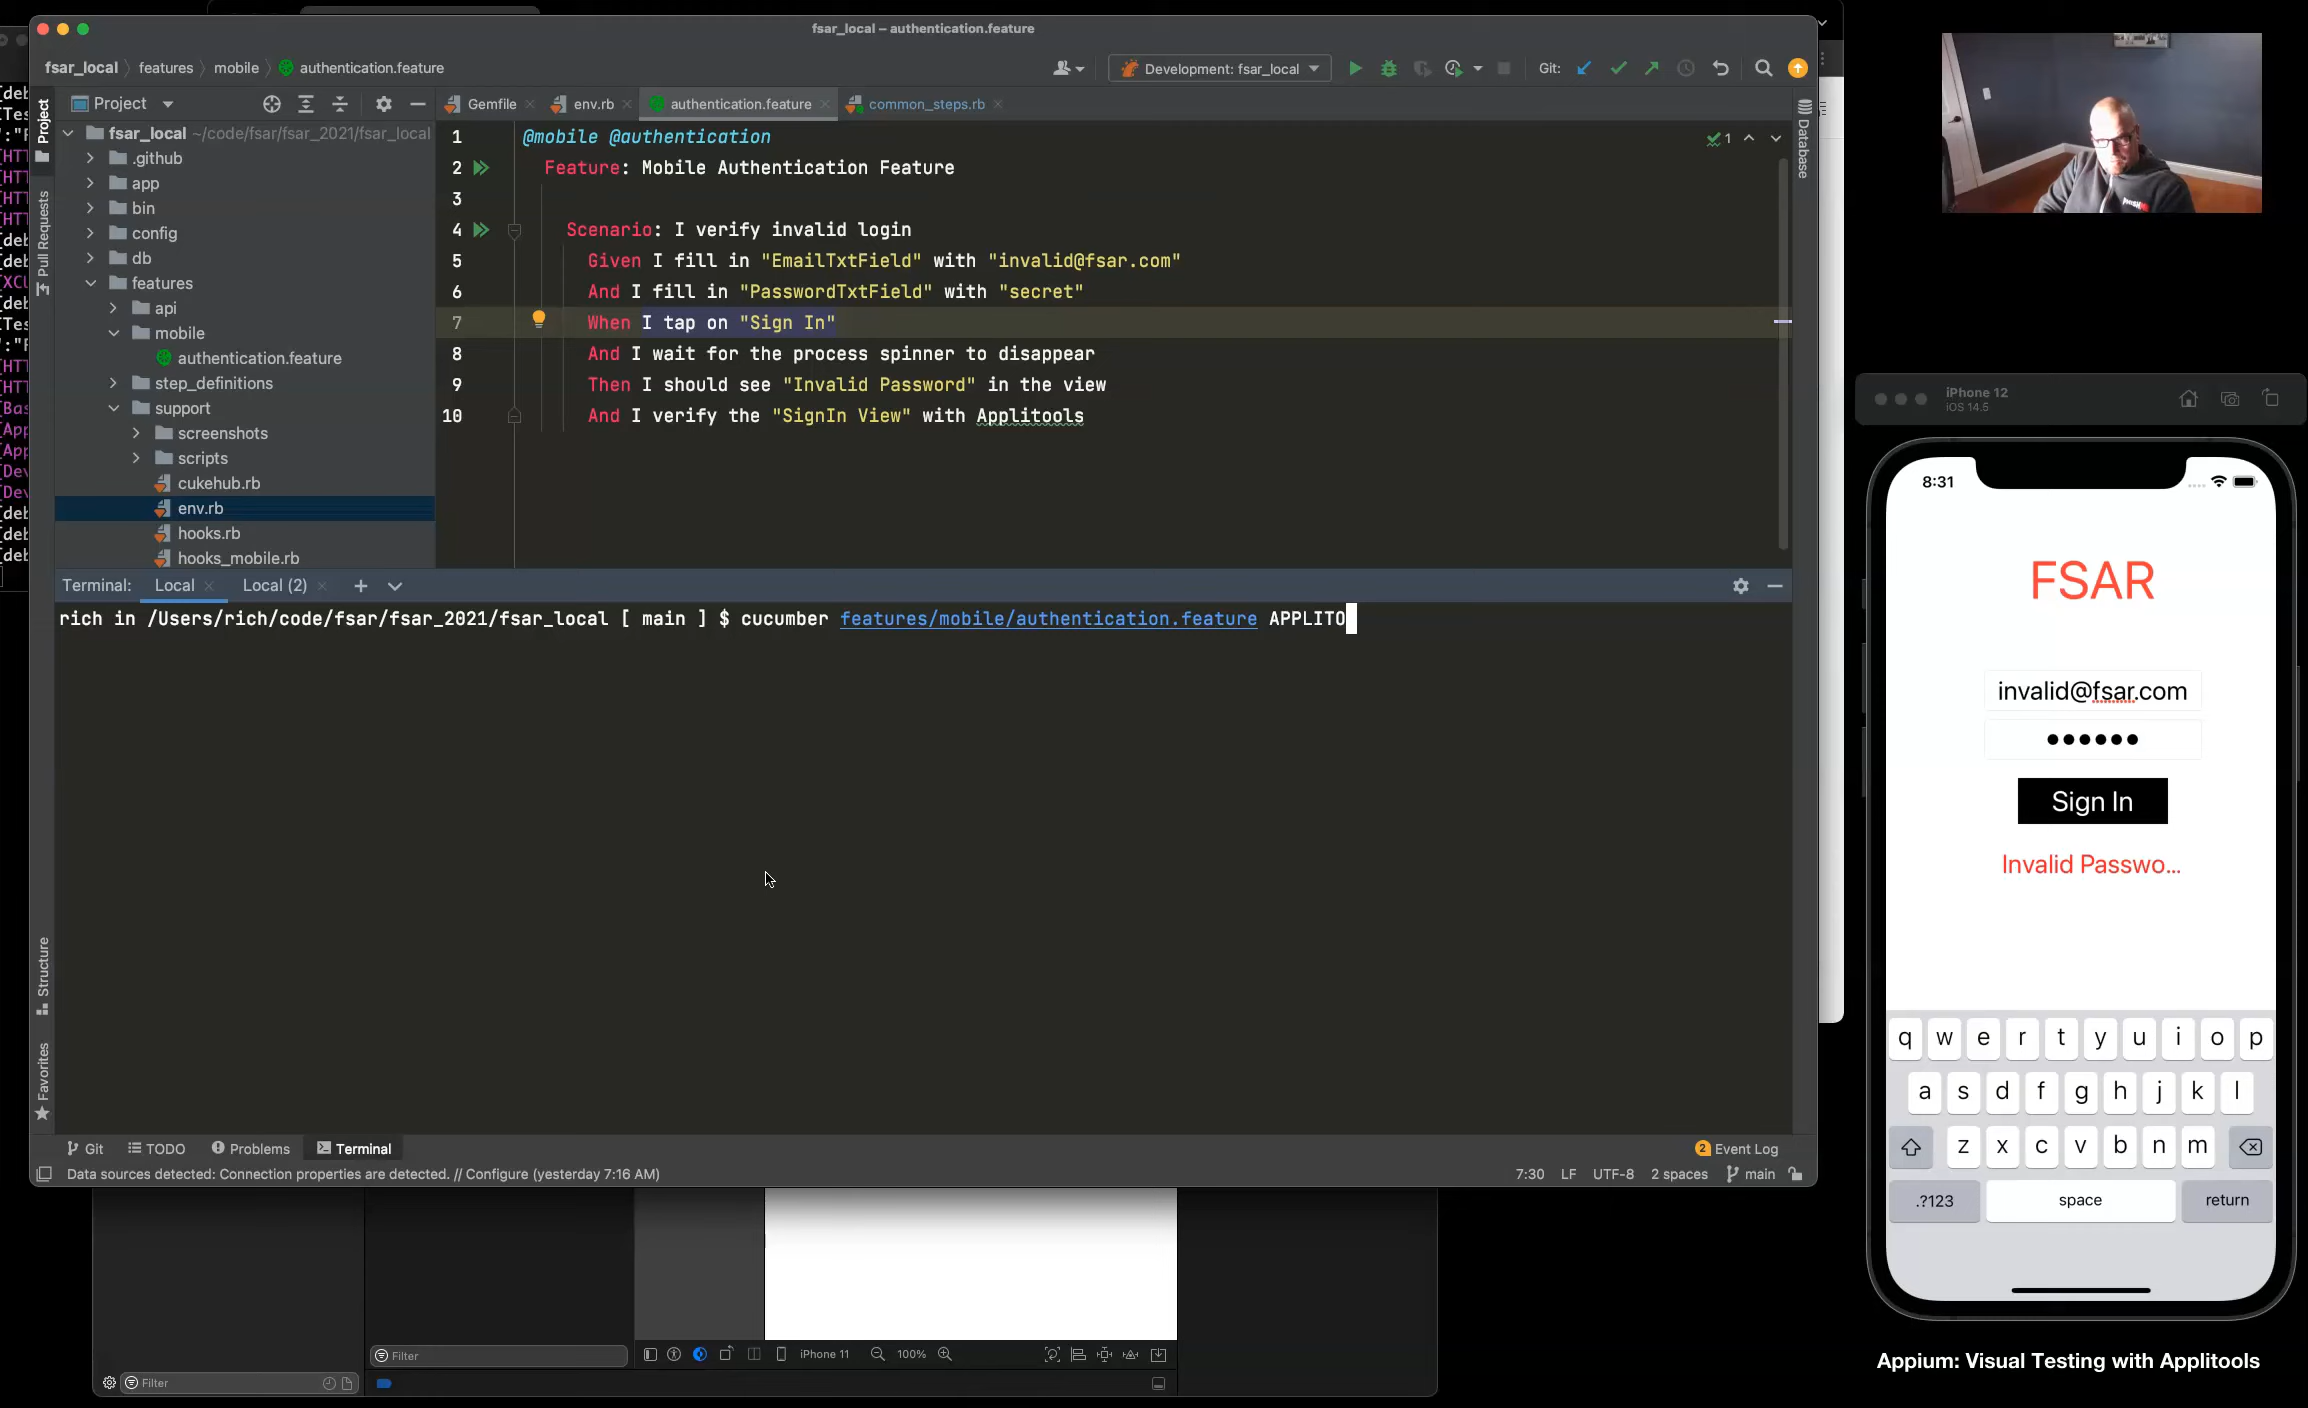 fsar_local – authentication.feature
fsar_local features mobile authentication.feature
Development: fsar_local
Git:
Project
Gemfile
env.rb
authentication.feature
common_steps.rb
Project
Pull Requests
Structure
Favorites
Database
fsar_local ~/code/fsar/fsar_2021/fsar_local
.github
app
bin
config
db
features
api
mobile
authentication.feature
step_definitions
support
screenshots
scripts
cukehub.rb
env.rb
hooks.rb
hooks_mobile.rb
1 @mobile @authentication
2 Feature: Mobile Authentication Feature
3
4 Scenario: I verify invalid login
5 Given I fill in "EmailTxtField" with "invalid@fsar.com"
6 And I fill in "PasswordTxtField" with "secret"
7 When I tap on "Sign In"
8 And I wait for the process spinner to disappear
9 Then I should see "Invalid Password" in the view
10 And I verify the "SignIn View" with Applitools
1
Terminal: Local Local (2)
rich in /Users/rich/code/fsar/fsar_2021/fsar_local [ main ] $ cucumber features/mobile/authentication.feature APPLITO
Git TODO Problems Terminal
2 Event Log
Data sources detected: Connection properties are detected. // Configure (yesterday 7:16 AM)
7:30 LF UTF-8 2 spaces main
Filter
Filter
iPhone 11 100%
iPhone 12
iOS 14.5
8:31
FSAR
invalid@fsar.com
Sign In
Invalid Passwo...
q w e r t y u i o p
a s d f g h j k l
z x c v b n m
.?123 space return
Appium: Visual Testing with Applitools